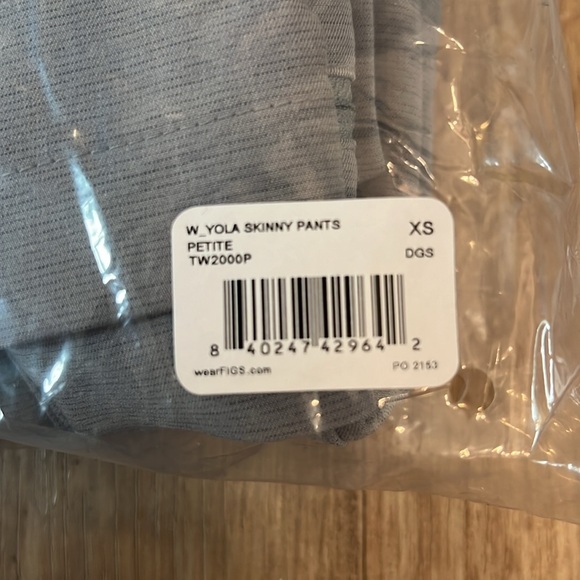 W_YOLA SKINNY PANTS XS
PETITE DGS
TW2000P
8 40247 42964 2
wearFIGS.com PO 2153